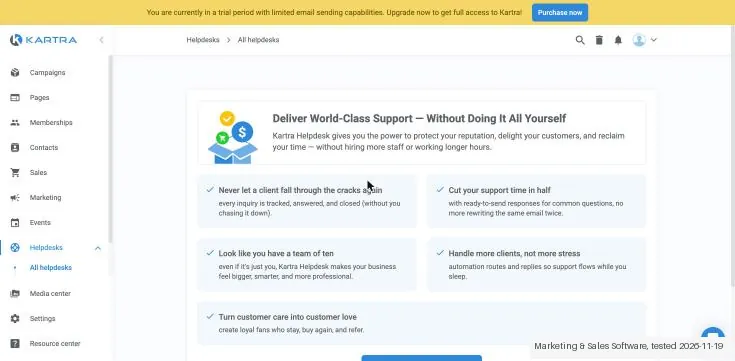 You are currently in a trial period with limited email sending capabilities. Upgrade now to get full access to Kartra!
Purchase now
KARTRA
Helpdesks > All helpdesks
Campaigns
Pages
Memberships
Contacts
Sales
Marketing
Events
Helpdesks
All helpdesks
Media center
Settings
Resource center
Deliver World-Class Support — Without Doing It All Yourself
Kartra Helpdesk gives you the power to protect your reputation, delight your customers, and reclaim
your time — without hiring more staff or working longer hours.
Never let a client fall through the cracks again
every inquiry is tracked, answered, and closed (without you
chasing it down).
Cut your support time in half
with ready-to-send responses for common questions, no
more rewriting the same email twice.
Look like you have a team of ten
even if it's just you, Kartra Helpdesk makes your business
feel bigger, smarter, and more professional.
Handle more clients, not more stress
automation routes and replies so support flows while you
sleep.
Turn customer care into customer love
create loyal fans who stay, buy again, and refer.
Marketing & Sales Software, tested 2025-11-19